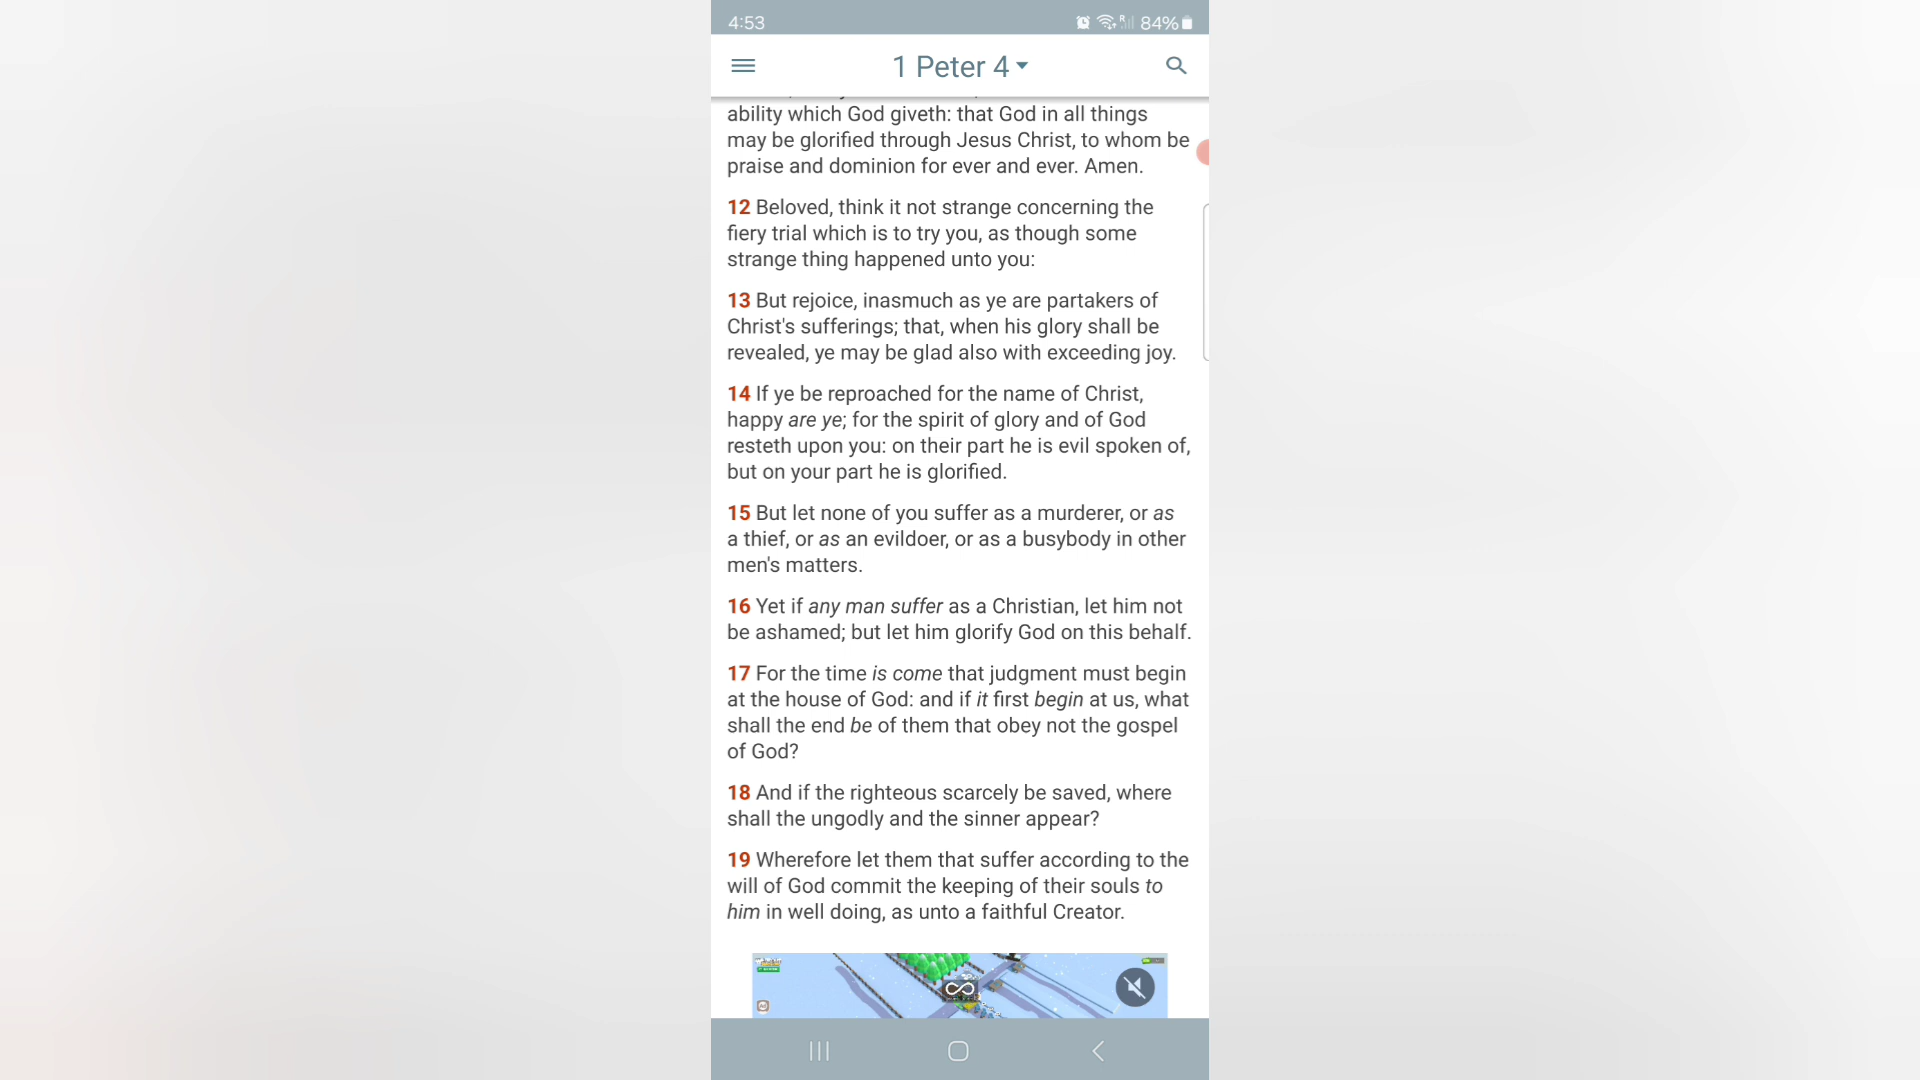 4:53
R
84%
1 Peter 4
ability which God giveth: that God in all things
may be glorified through Jesus Christ, to whom be
praise and dominion for ever and ever. Amen.
12 Beloved, think it not strange concerning the
fiery trial which is to try you, as though some
strange thing happened unto you:
13 But rejoice, inasmuch as ye are partakers of
Christ's sufferings; that, when his glory shall be
revealed, ye may be glad also with exceeding joy.
14 If ye be reproached for the name of Christ,
happy are ye; for the spirit of glory and of God
resteth upon you: on their part he is evil spoken of,
but on your part he is glorified.
15 But let none of you suffer as a murderer, or as
a thief, or as an evildoer, or as a busybody in other
men's matters.
16 Yet if any man suffer as a Christian, let him not
be ashamed; but let him glorify God on this behalf.
17 For the time is come that judgment must begin
at the house of God: and if it first begin at us, what
shall the end be of them that obey not the gospel
of God?
18 And if the righteous scarcely be saved, where
shall the ungodly and the sinner appear?
19 Wherefore let them that suffer according to the
will of God commit the keeping of their souls to
him in well doing, as unto a faithful Creator.
Ad